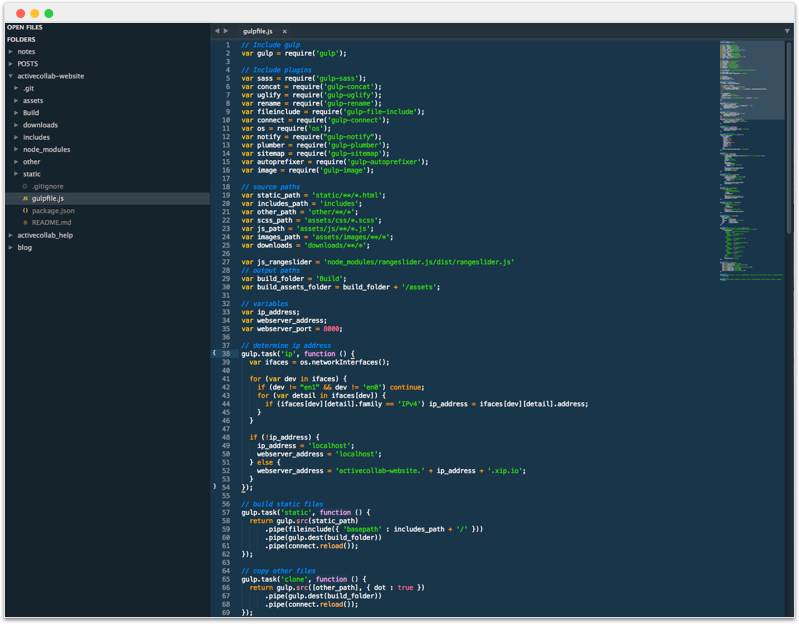 OPEN FILES
FOLDERS
notes
POSTS
activecollab-website
.git
assets
Build
downloads
includes
node_modules
other
static
.gitignore
gulpfile.js
package.json
README.md
activecollab_help
blog
gulpfile.js ×
1 // Include gulp
2 var gulp = require('gulp');
3
4 // Include plugins
5 var sass = require('gulp-sass');
6 var concat = require('gulp-concat');
7 var uglify = require('gulp-uglify');
8 var rename = require('gulp-rename');
9 var fileinclude = require('gulp-file-include');
10 var connect = require('gulp-connect');
11 var os = require('os');
12 var notify = require("gulp-notify");
13 var plumber = require('gulp-plumber');
14 var sitemap = require('gulp-sitemap');
15 var autoprefixer = require('gulp-autoprefixer');
16 var image = require('gulp-image');
17
18 // source paths
19 var static_path = 'static/**/*.html';
20 var includes_path = 'includes';
21 var other_path = 'other/**/*';
22 var scss_path = 'assets/css/*.scss';
23 var js_path = 'assets/js/**/*.js';
24 var images_path = 'assets/images/**/*';
25 var downloads = 'downloads/**/*';
26
27 var js_rangeslider = 'node_modules/rangeslider.js/dist/rangeslider.js'
28 // output paths
29 var build_folder = 'Build';
30 var build_assets_folder = build_folder + '/assets';
31
32 // variables
33 var ip_address;
34 var webserver_address;
35 var webserver_port = 8000;
36
37 // determine ip address
38 gulp.task('ip', function () {
39 var ifaces = os.networkInterfaces();
40
41 for (var dev in ifaces) {
42 if (dev != "en1" && dev != 'en0') continue;
43 for (var detail in ifaces[dev]) {
44 if (ifaces[dev][detail].family == 'IPv4') ip_address = ifaces[dev][detail].address;
45 }
46 }
47
48 if (!ip_address) {
49 ip_address = 'localhost';
50 webserver_address = 'localhost';
51 } else {
52 webserver_address = 'activecollab-website.' + ip_address + '.xip.io';
53 }
54 });
55
56 // build static files
57 gulp.task('static', function () {
58 return gulp.src(static_path)
59 .pipe(fileinclude({ 'basepath' : includes_path + '/' }))
60 .pipe(gulp.dest(build_folder))
61 .pipe(connect.reload());
62 });
63
64 // copy other files
65 gulp.task('clone', function () {
66 return gulp.src([other_path], { dot : true })
67 .pipe(gulp.dest(build_folder))
68 .pipe(connect.reload());
69 });